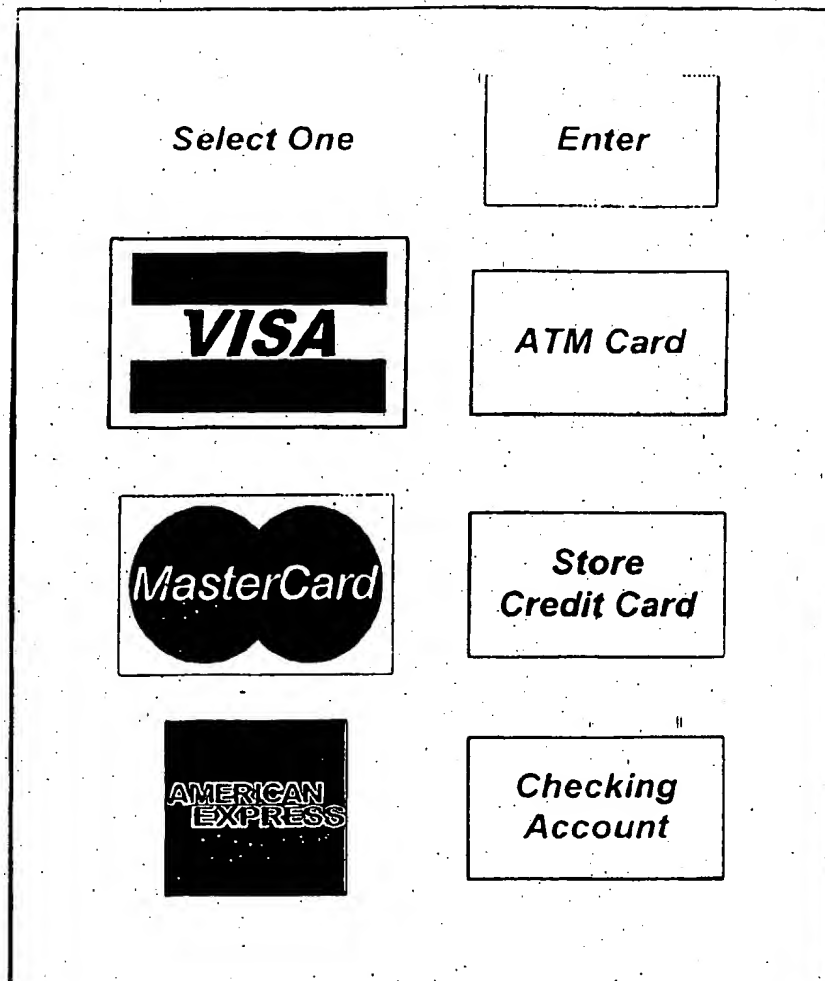 Select One
Enter
VISA
ATM Card
MasterCard
Store
Credit Card
AMERICAN
EXPRESS
Checking
Account